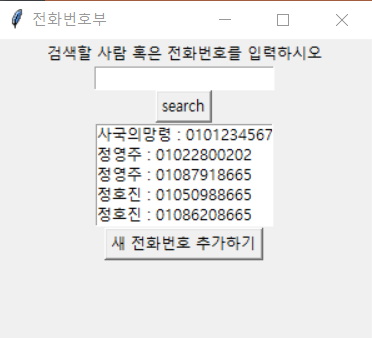 전화번호부
검색할 사람 혹은 전화번호를 입력하시오
search
사국의망령 : 0101234567
정영주 : 01022800202
정영주 : 01087918665
정호진 : 01050988665
정호진 : 01086208665
새 전화번호 추가하기